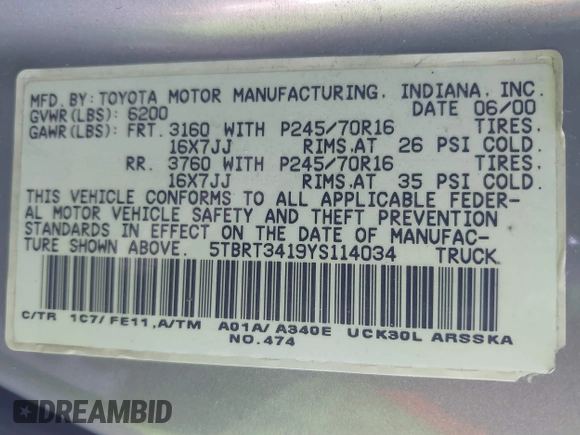 MFD. BY: TOYOTA MOTOR MANUFACTURING, INDIANA, INC.
GVWR(LBS): 6200 DATE 06/00
GAWR(LBS): FRT. 3160 WITH P245/70R16 TIRES.
16X7JJ RIMS.AT 26 PSI COLD.
RR. 3760 WITH P245/70R16 TIRES.
16X7JJ RIMS.AT 35 PSI COLD.
THIS VEHICLE CONFORMS TO ALL APPLICABLE FEDER-
AL MOTOR VEHICLE SAFETY AND THEFT PREVENTION
STANDARDS IN EFFECT ON THE DATE OF MANUFAC-
TURE SHOWN ABOVE. 5TBRT3419YS114034 TRUCK.
C/TR 1C7/ FE11,A/TM A01A/ A340E UCK30L ARSSKA
NO.474
DREAMBID